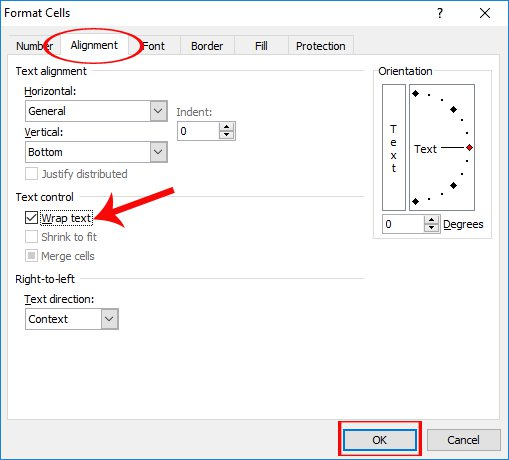 Format Cells
Number Alignment Font Border Fill Protection
Text alignment
Horizontal:
General
Indent:
Vertical:
0
Bottom
Justify distributed
Text control
Wrap text
Shrink to fit
Merge cells
Right-to-left
Text direction:
Context
Orientation
T
e
x
t
Text
0 Degrees
OK Cancel